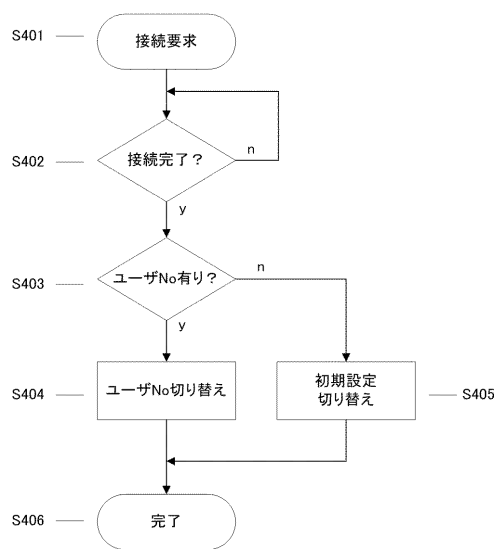 S401
接続要求
S402
接続完了？
n
y
S403
ユーザNo有り？
n
y
S404
ユーザNo切り替え
初期設定
切り替え
S405
S406
完了